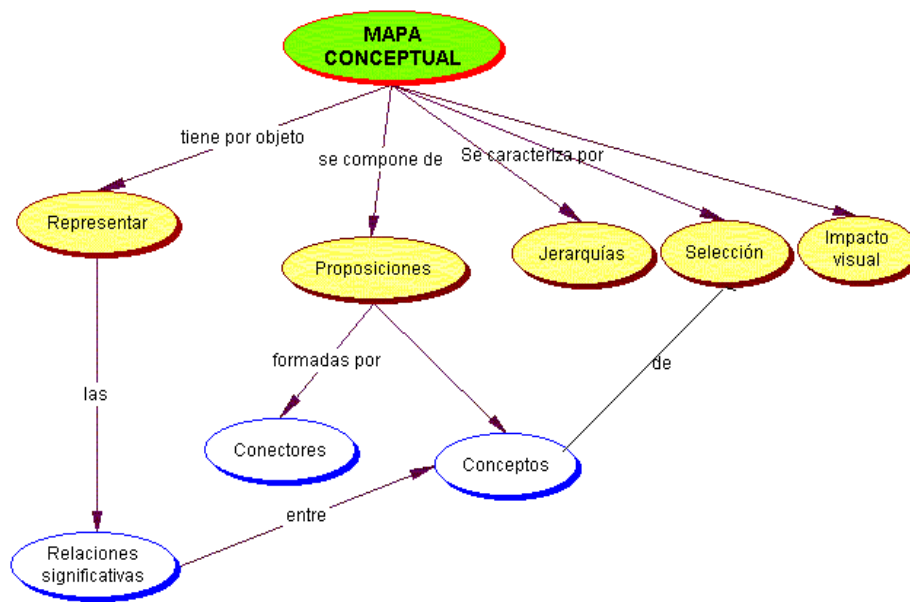 MAPA
CONCEPTUAL
tiene por objeto
se compone de
Se caracteriza por
Representar
Proposiciones
Jerarquías
Selección
Impacto
visual
las
formadas por
de
Conectores
Conceptos
entre
Relaciones
significativas